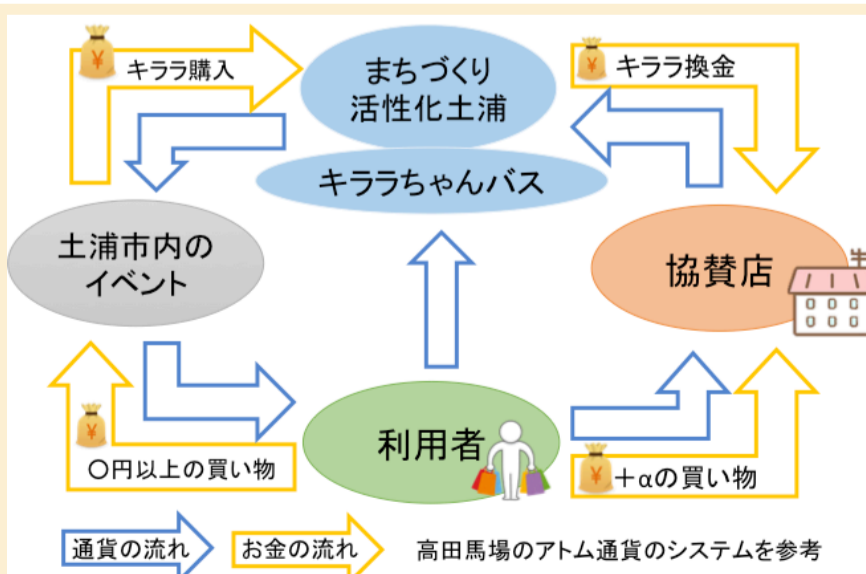 キララ購入
まちづくり
活性化土浦
キララ換金
キララちゃんバス
土浦市内の
イベント
協賛店
利用者
〇円以上の買い物
+αの買い物
通貨の流れ
お金の流れ
高田馬場のアトム通貨のシステムを参考